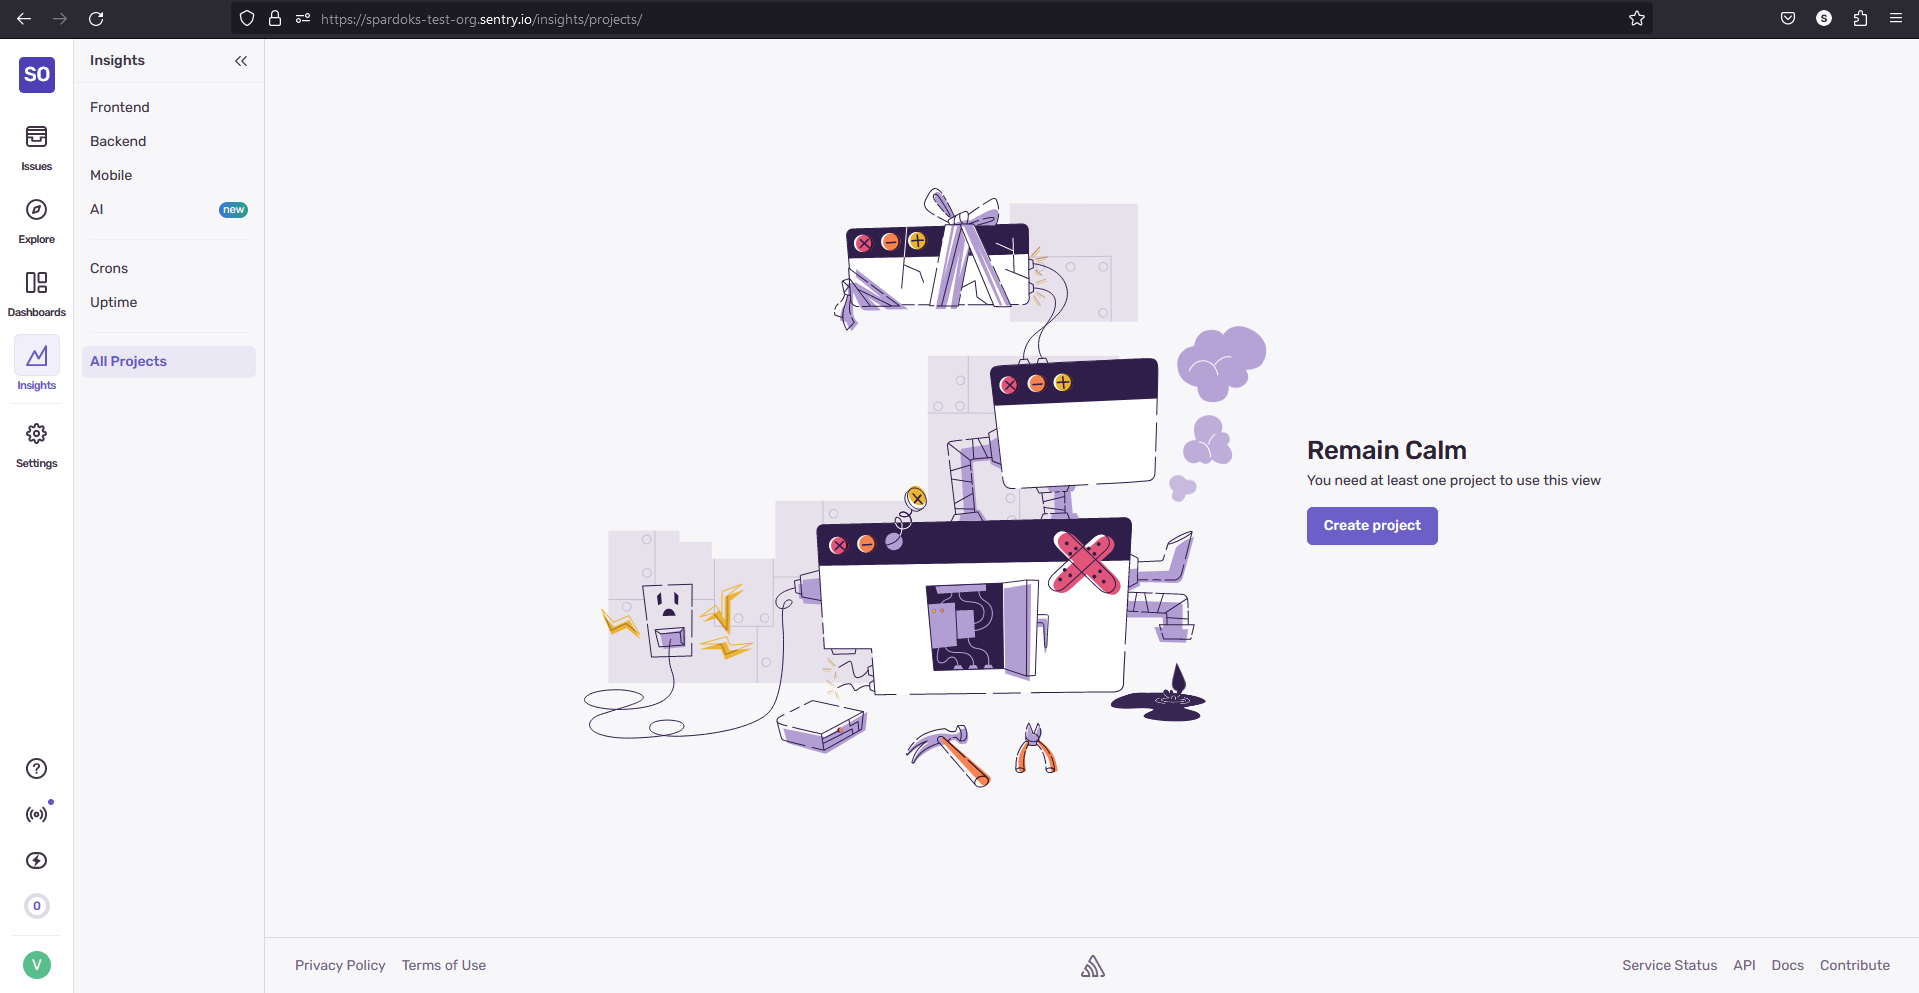 https://spardoks-test-org.sentry.io/insights/projects/
S
SO
Issues
Explore
Dashboards
Insights
Settings
0
V
Insights
Frontend
Backend
Mobile
AI new
Crons
Uptime
All Projects
Remain Calm
You need at least one project to use this view
Create project
Privacy Policy Terms of Use
Service Status API Docs Contribute